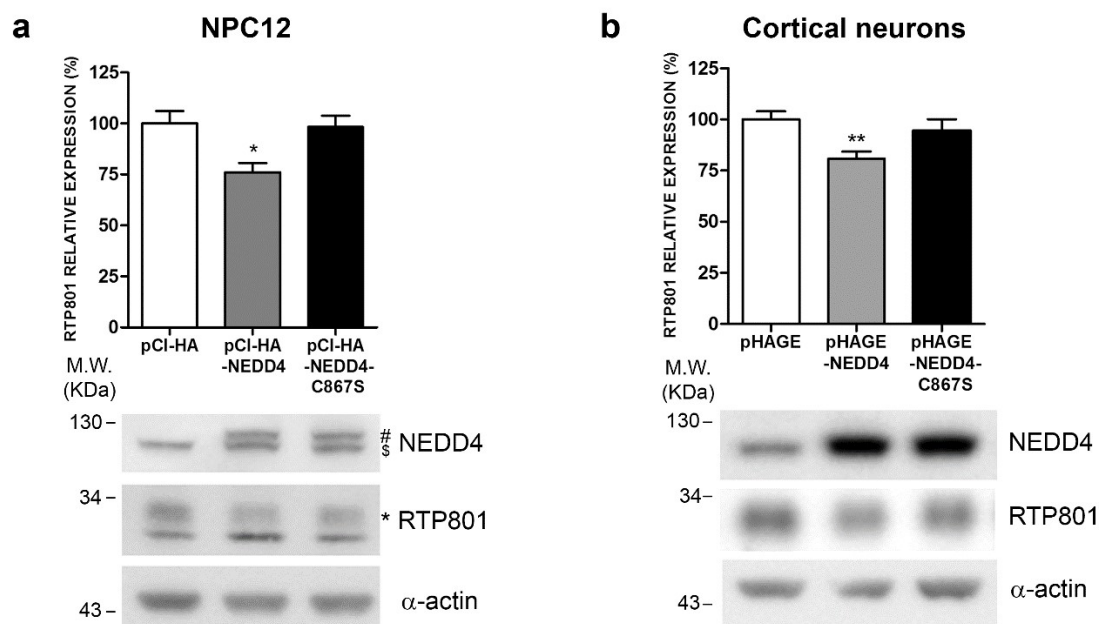 a
NPC12
RTP801 RELATIVE EXPRESSION (%)
125
100
75
50
25
0
*
pCI-HA
pCI-HA
-NEDD4
pCI-HA
-NEDD4-
C867S
M.W.
(KDa)
130 –
#
$
NEDD4
34 –
* RTP801
43 –
α-actin
b
Cortical neurons
RTP801 RELATIVE EXPRESSION (%)
125
100
75
50
25
0
**
pHAGE
pHAGE
-NEDD4
pHAGE
-NEDD4-
C867S
M.W.
(KDa)
130 –
NEDD4
34 –
RTP801
43 –
α-actin